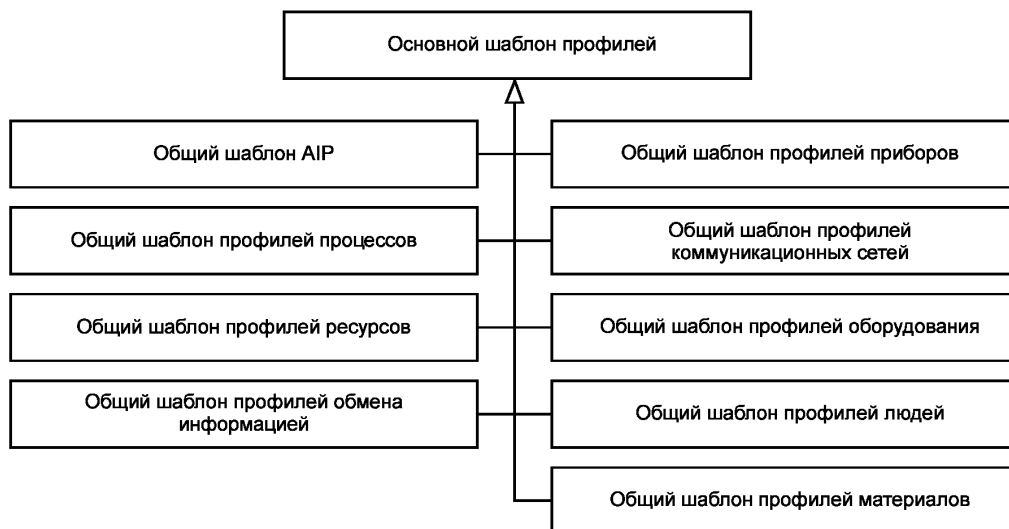 Основной шаблон профилей
Общий шаблон AIP
Общий шаблон профилей приборов
Общий шаблон профилей процессов
Общий шаблон профилей
коммуникационных сетей
Общий шаблон профилей ресурсов
Общий шаблон профилей оборудования
Общий шаблон профилей обмена
информацией
Общий шаблон профилей людей
Общий шаблон профилей материалов